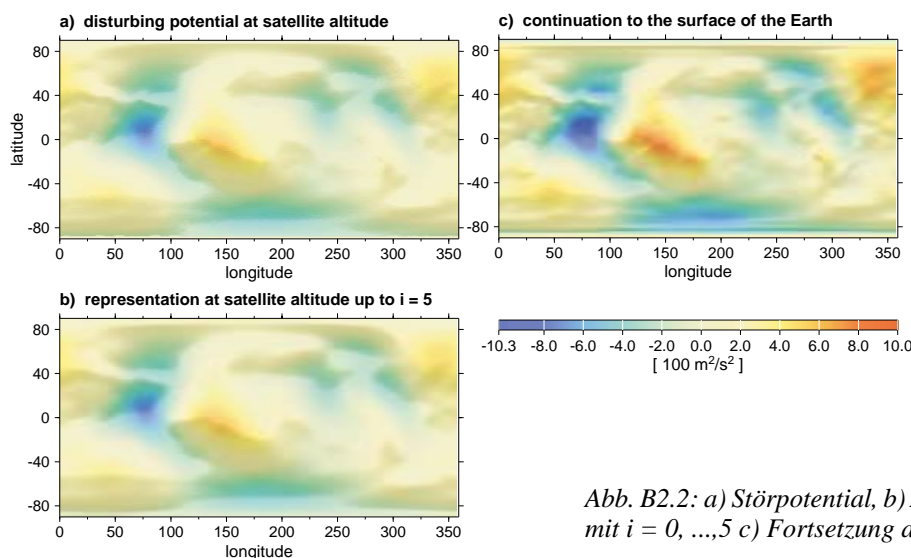 a) disturbing potential at satellite altitude
80
40
0
-40
-80
latitude
0 50 100 150 200 250 300 350
longitude
c) continuation to the surface of the Earth
80
40
0
-40
-80
0 50 100 150 200 250 300 350
longitude
b) representation at satellite altitude up to i = 5
80
40
0
-40
-80
0 50 100 150 200 250 300 350
longitude
-10.3 -8.0 -6.0 -4.0 -2.0 0.0 2.0 4.0 6.0 8.0 10.0
[ 100 m²/s² ]
Abb. B2.2: a) Störpotential, b)
mit i = 0, ...,5 c) Fortsetzung